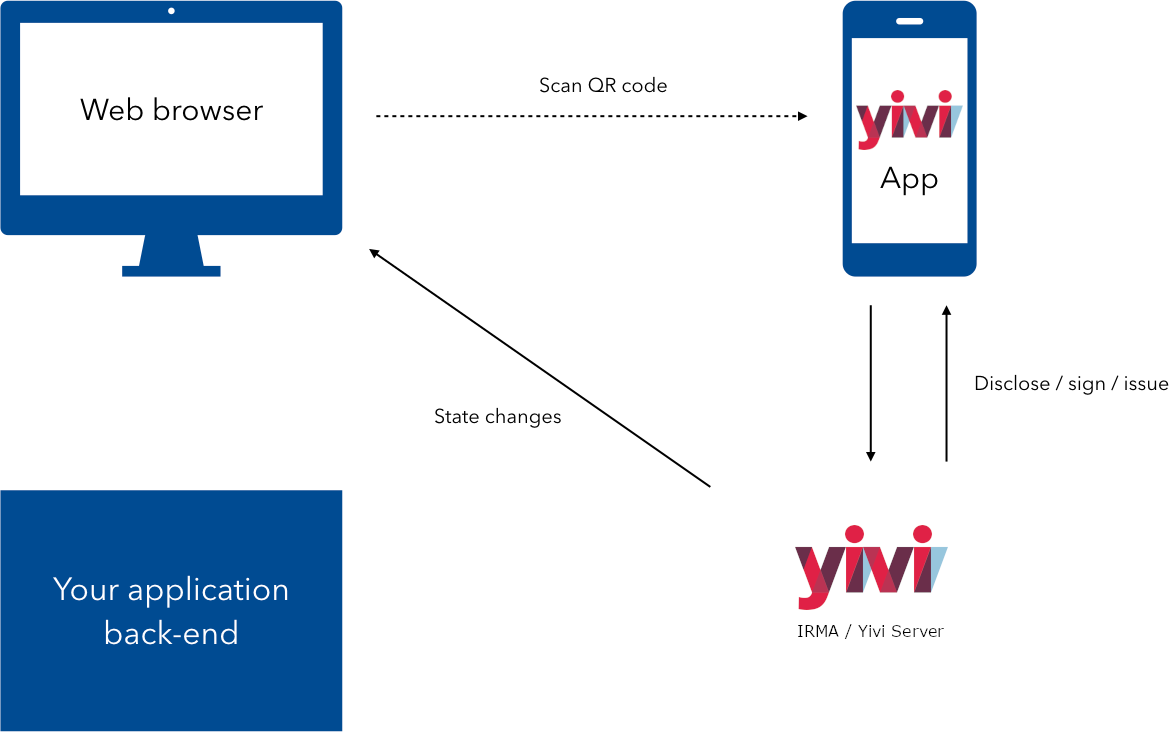 Web browser
Scan QR code
yivi
App
Disclose / sign / issue
State changes
Your application
back-end
yivi
IRMA / Yivi Server